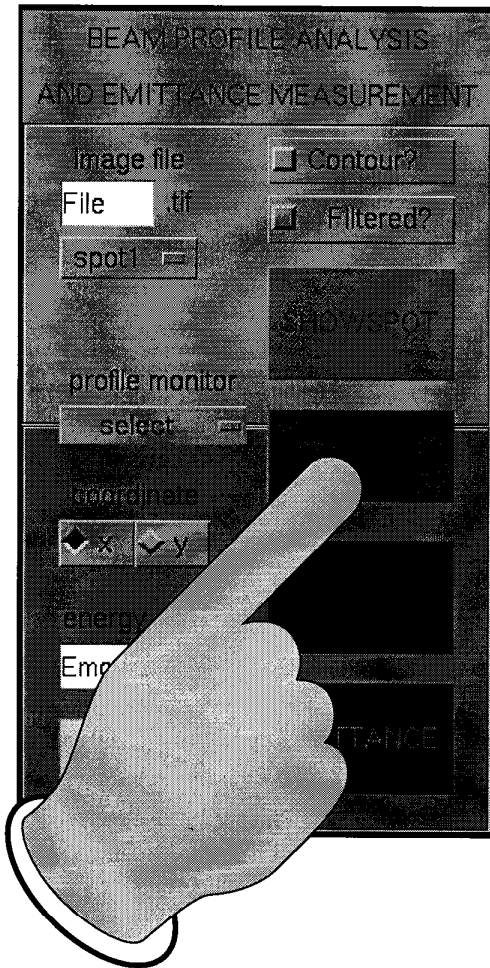 BEAM PROFILE ANALYSIS
AND EMITTANCE MEASUREMENT
Image file
Contour?
File .tif
Filtered?
spot1
SHOWSPOT
profile monitor
select
coordinate
x y
energy